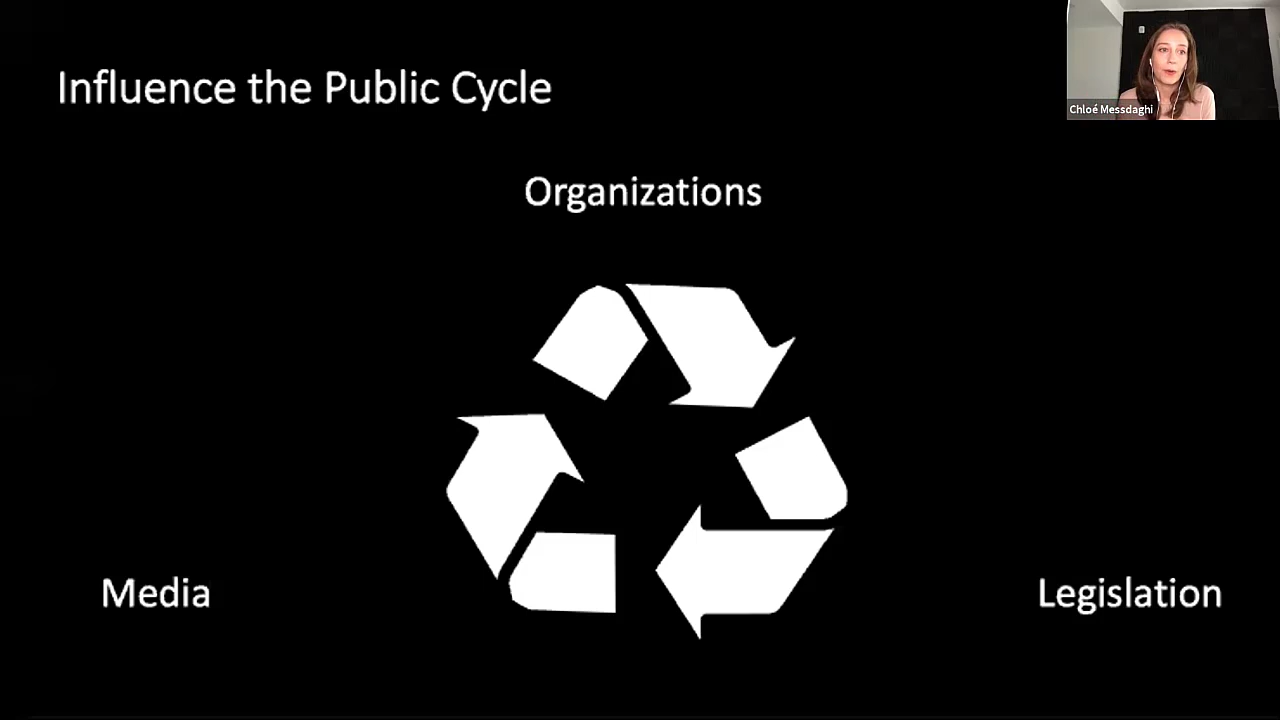 Influence the Public Cycle
Chloé Messdaghi
Organizations
Media
Legislation